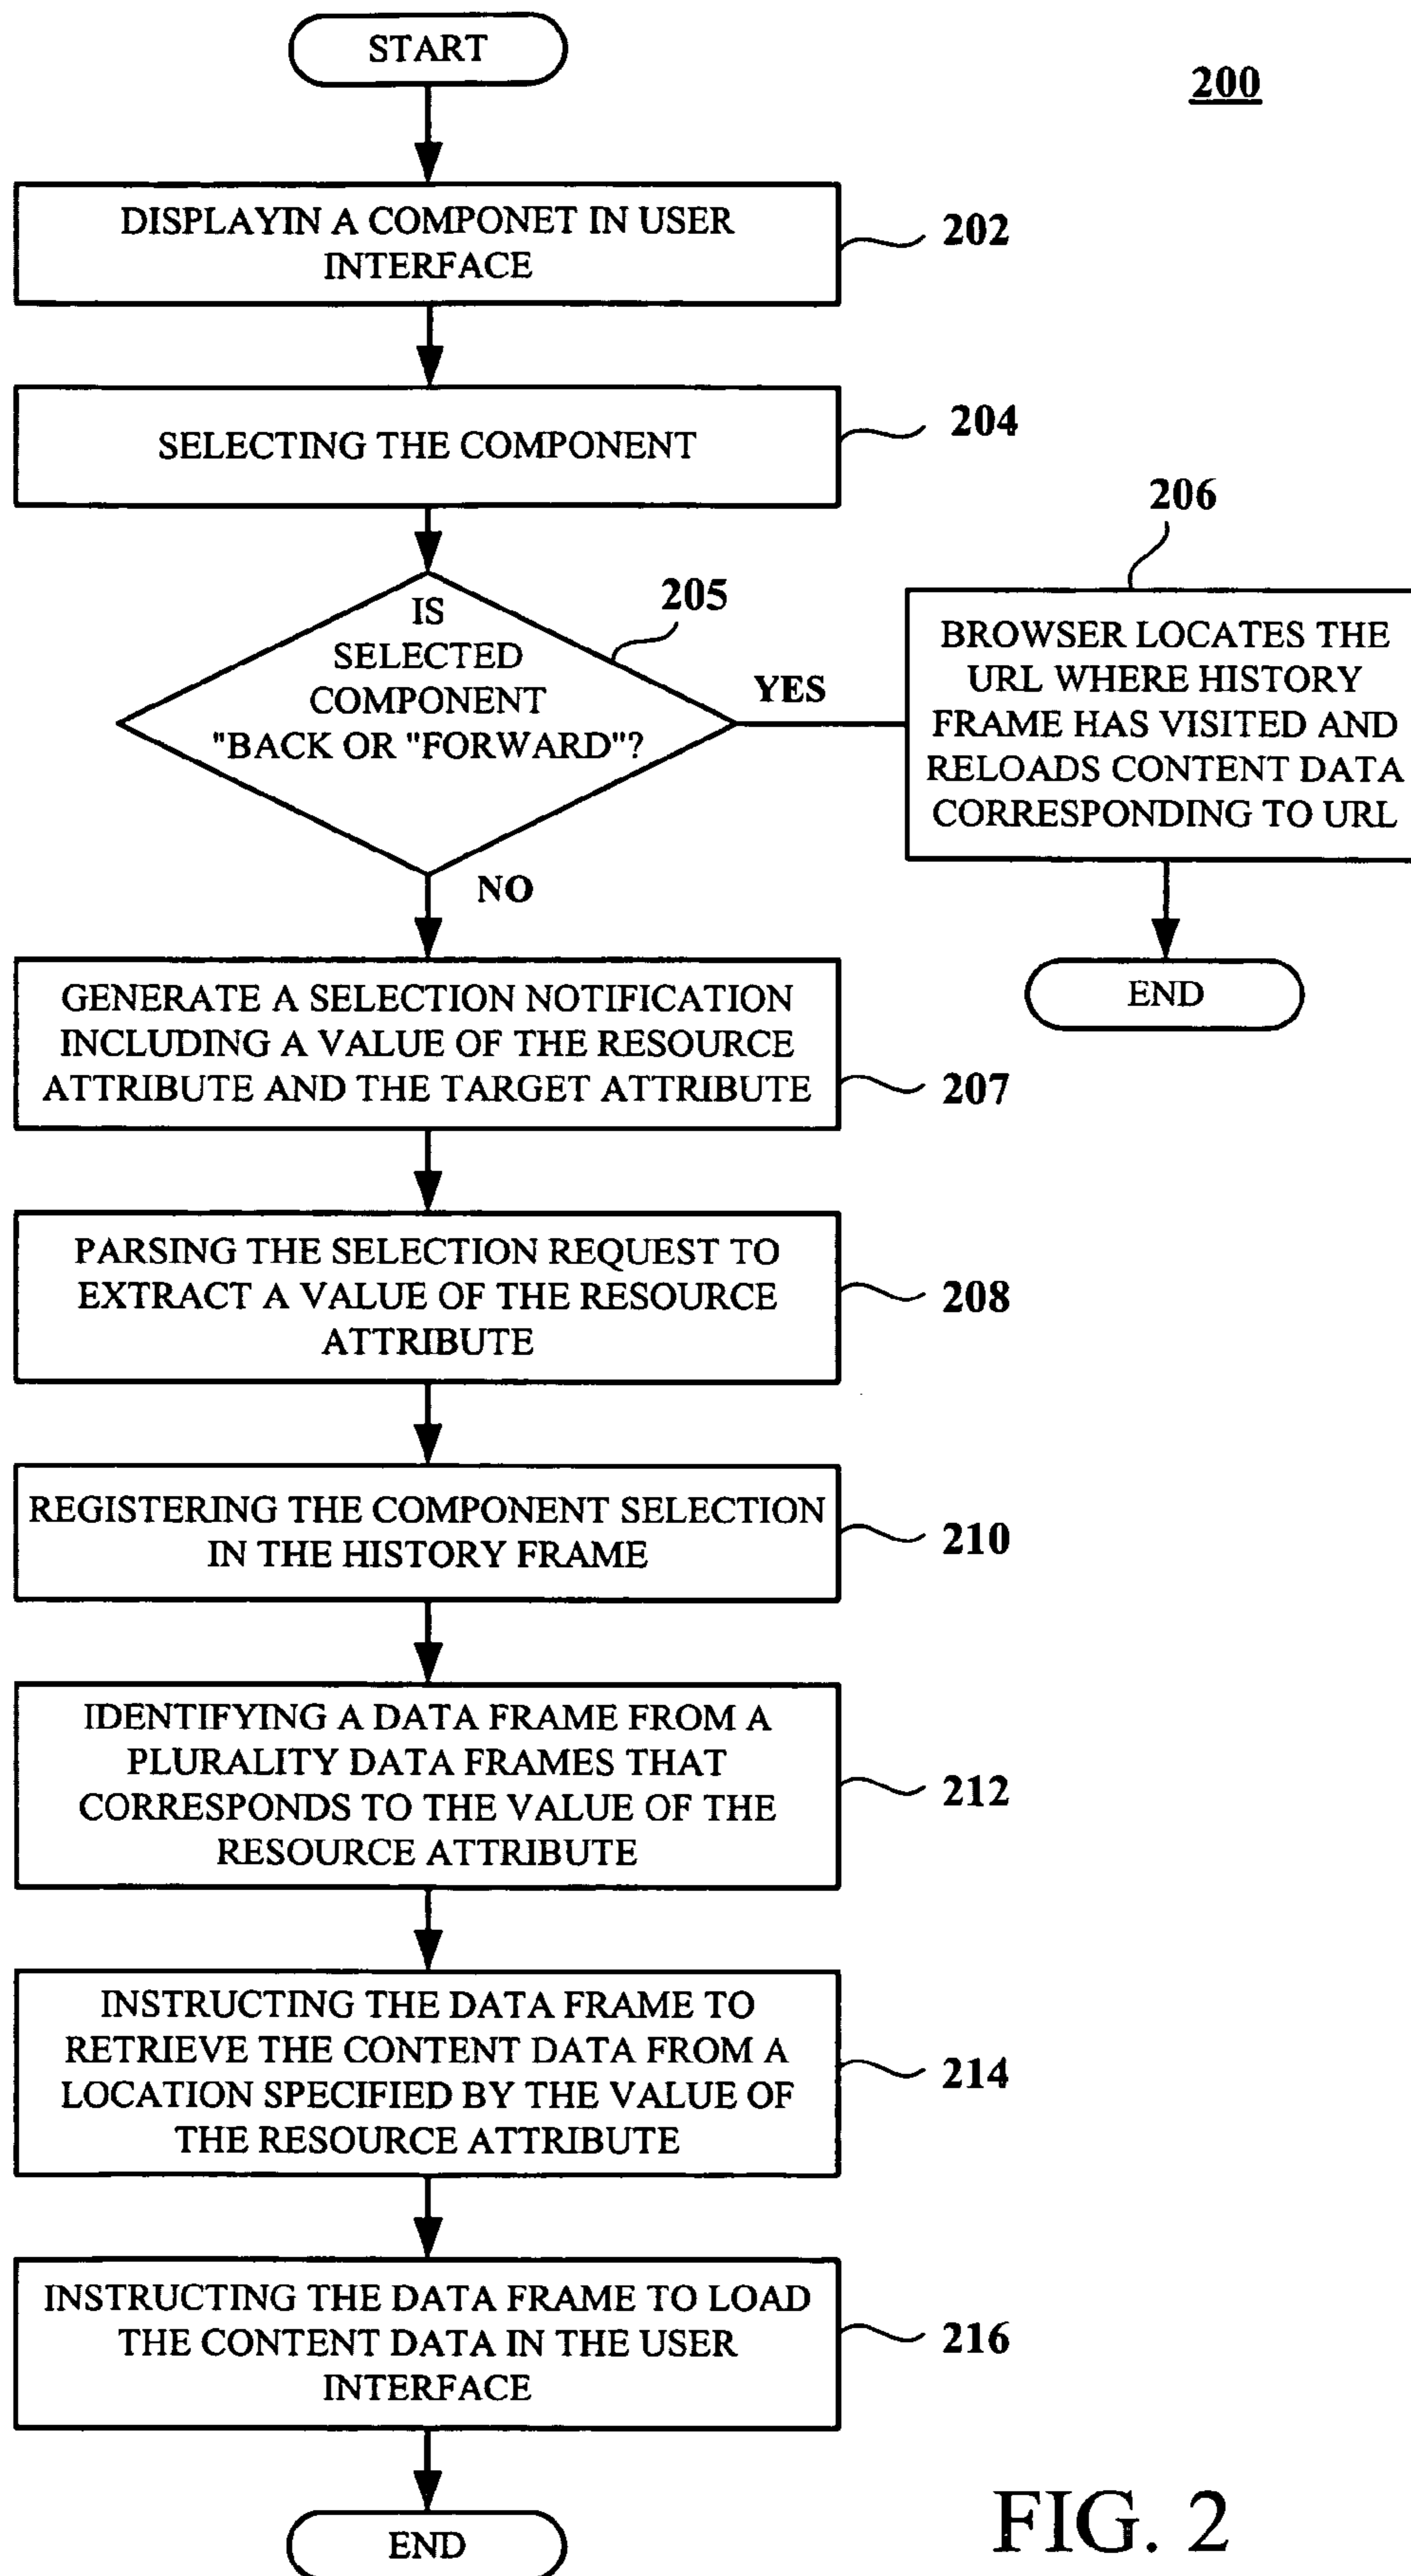 START
200
DISPLAYIN A COMPONET IN USER
INTERFACE
202
SELECTING THE COMPONENT
204
206
IS
SELECTED
COMPONENT
"BACK OR "FORWARD"?
205
YES
BROWSER LOCATES THE
URL WHERE HISTORY
FRAME HAS VISITED AND
RELOADS CONTENT DATA
CORRESPONDING TO URL
NO
END
GENERATE A SELECTION NOTIFICATION
INCLUDING A VALUE OF THE RESOURCE
ATTRIBUTE AND THE TARGET ATTRIBUTE
207
PARSING THE SELECTION REQUEST TO
EXTRACT A VALUE OF THE RESOURCE
ATTRIBUTE
208
REGISTERING THE COMPONENT SELECTION
IN THE HISTORY FRAME
210
IDENTIFYING A DATA FRAME FROM A
PLURALITY DATA FRAMES THAT
CORRESPONDS TO THE VALUE OF THE
RESOURCE ATTRIBUTE
212
INSTRUCTING THE DATA FRAME TO
RETRIEVE THE CONTENT DATA FROM A
LOCATION SPECIFIED BY THE VALUE OF
THE RESOURCE ATTRIBUTE
214
INSTRUCTING THE DATA FRAME TO LOAD
THE CONTENT DATA IN THE USER
INTERFACE
216
END
FIG. 2